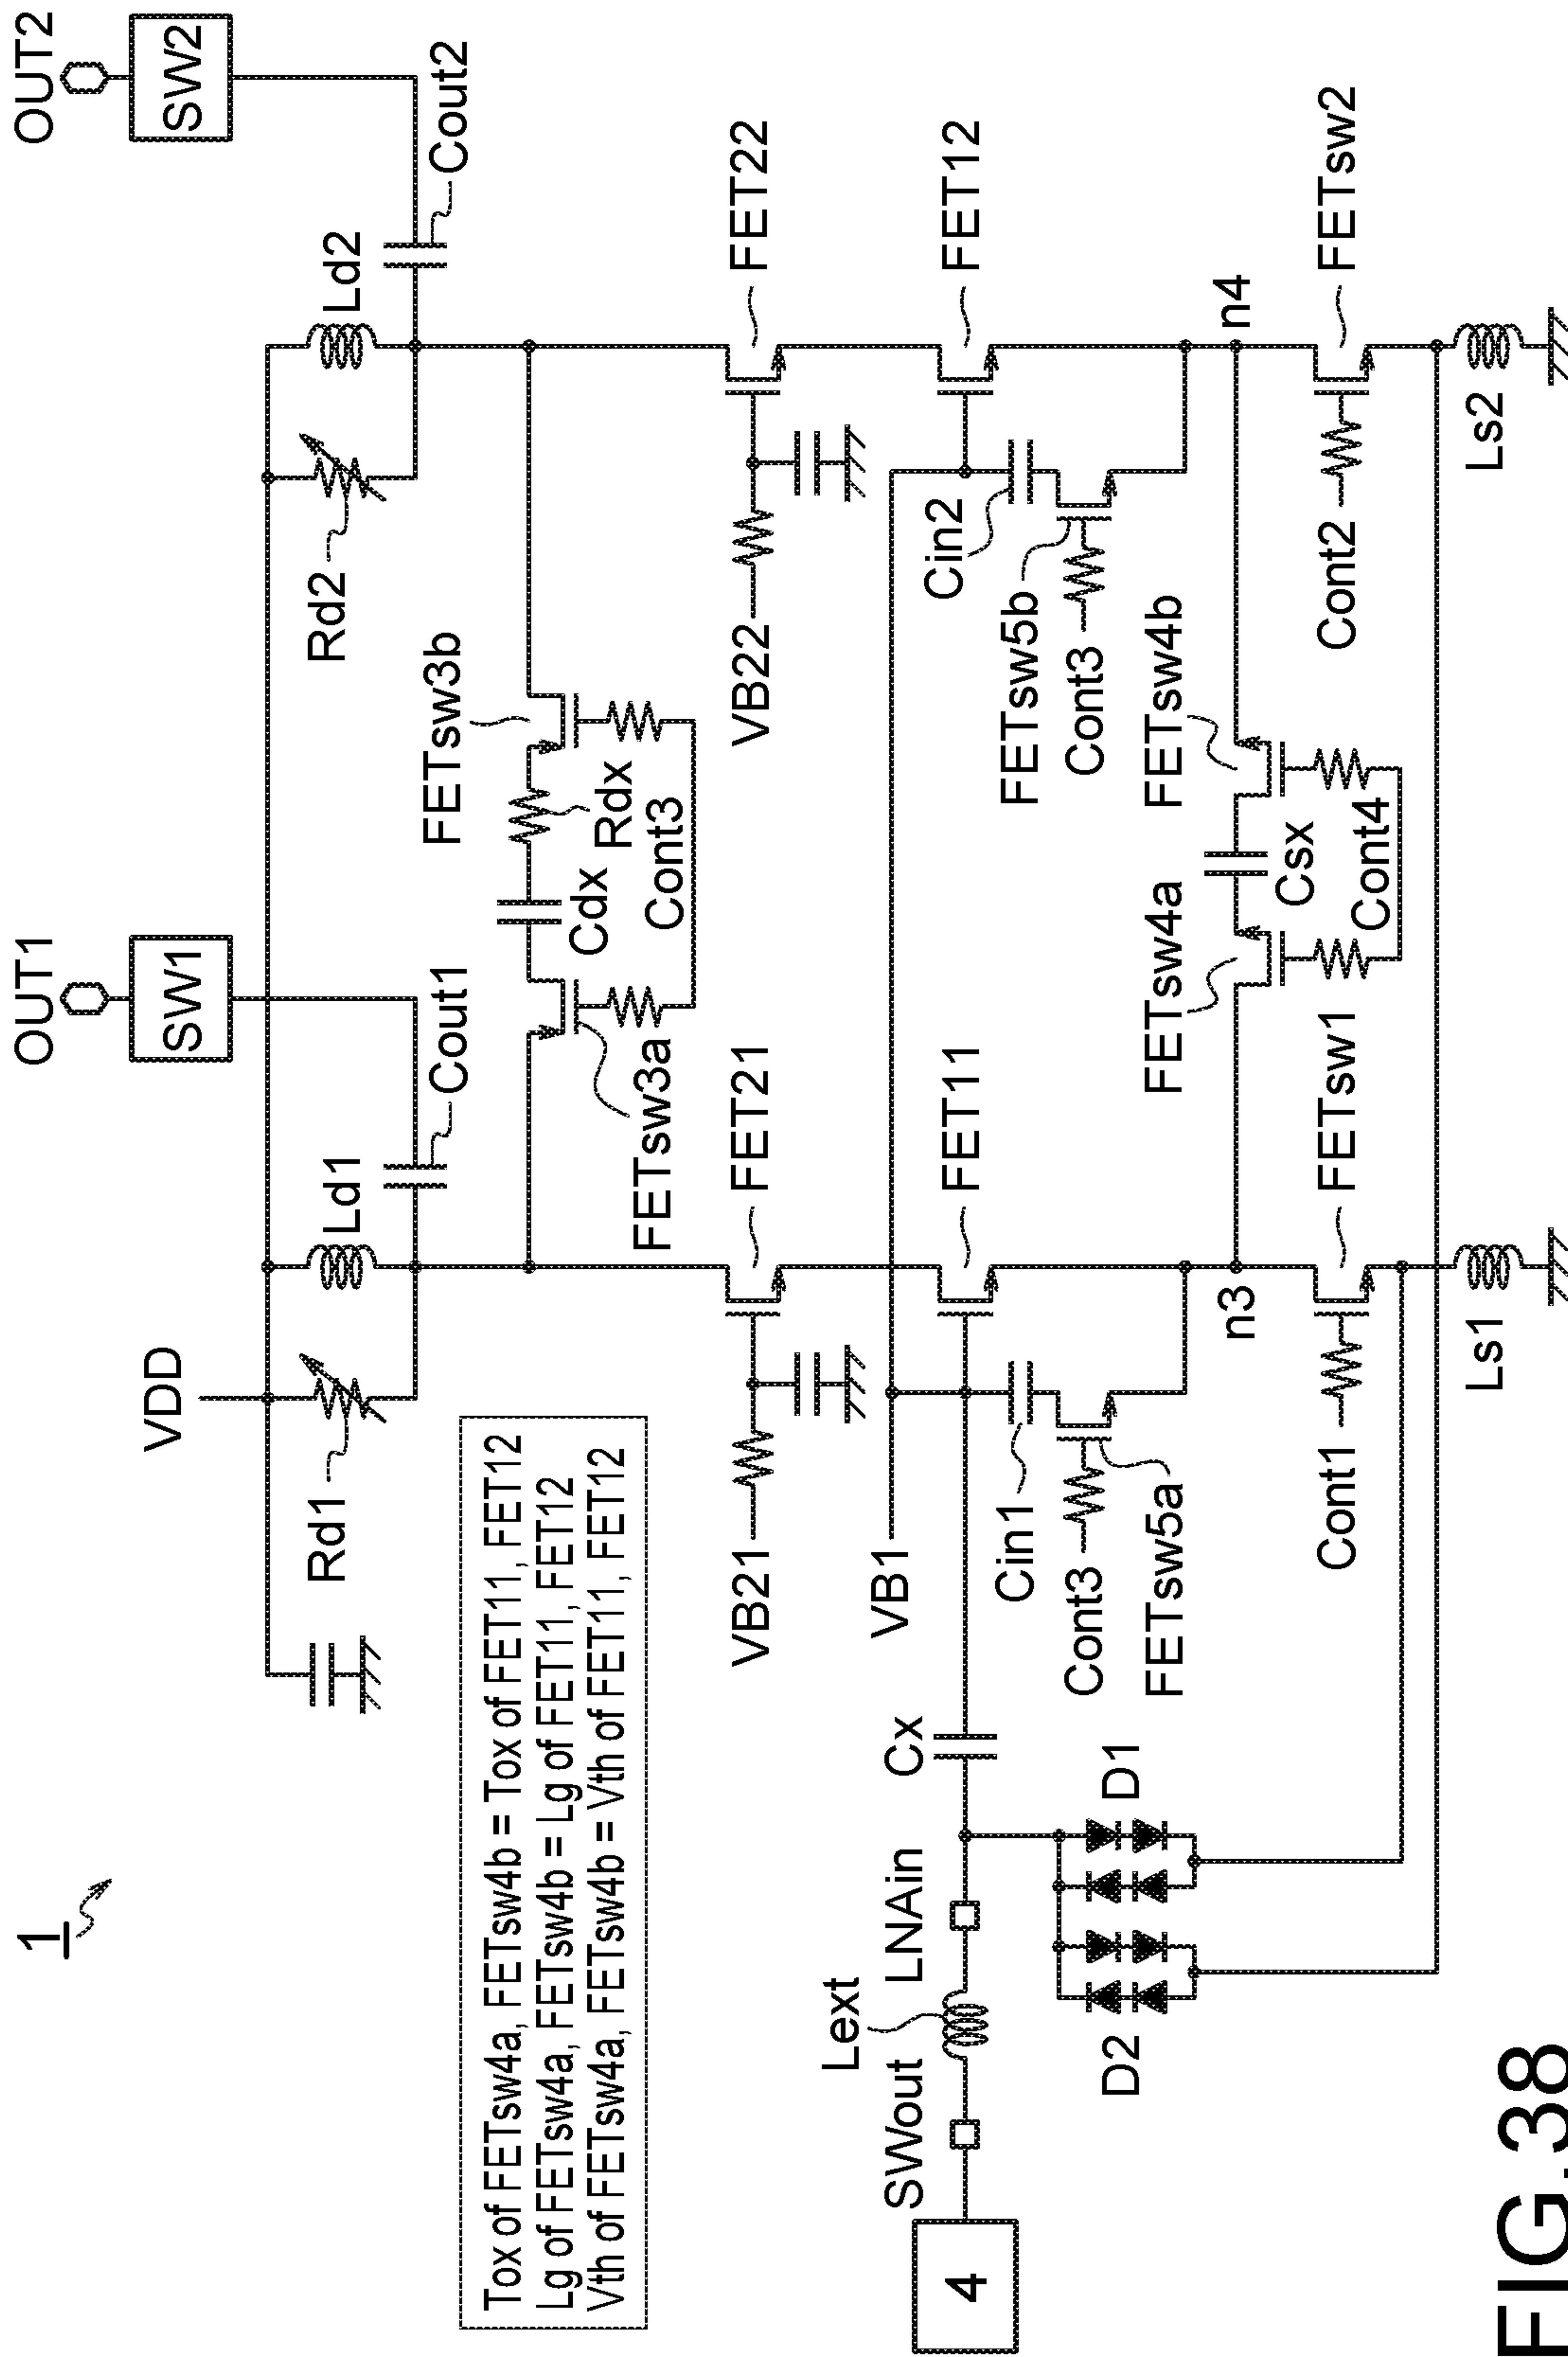 1
OUT1
OUT2
SW1
SW2
VDD
Rd1
Ld1
Cout1
Rd2
Ld2
Cout2
Tox of FETsw4a, FETsw4b = Tox of FET11, FET12
Lg of FETsw4a, FETsw4b = Lg of FET11, FET12
Vth of FETsw4a, FETsw4b = Vth of FET11, FET12
FETsw3a
Cdx
Rdx
Cont3
FETsw3b
VB21
FET21
VB22
FET22
VB1
FET11
FET12
4
SWout
Lext
LNAin
Cx
Cin1
Cont3
FETsw5a
Cin2
FETsw5b
Cont3
D2
D1
FETsw4a
FETsw4b
Csx
Cont4
n3
n4
Cont1
FETsw1
Cont2
FETsw2
Ls1
Ls2
FIG.38